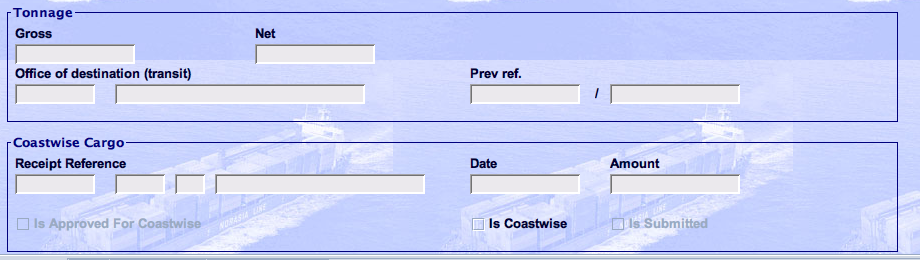 Tonnage
Gross Net
Office of destination (transit) Prev ref.
/
Coastwise Cargo
Receipt Reference Date Amount
Is Approved For Coastwise Is Coastwise Is Submitted